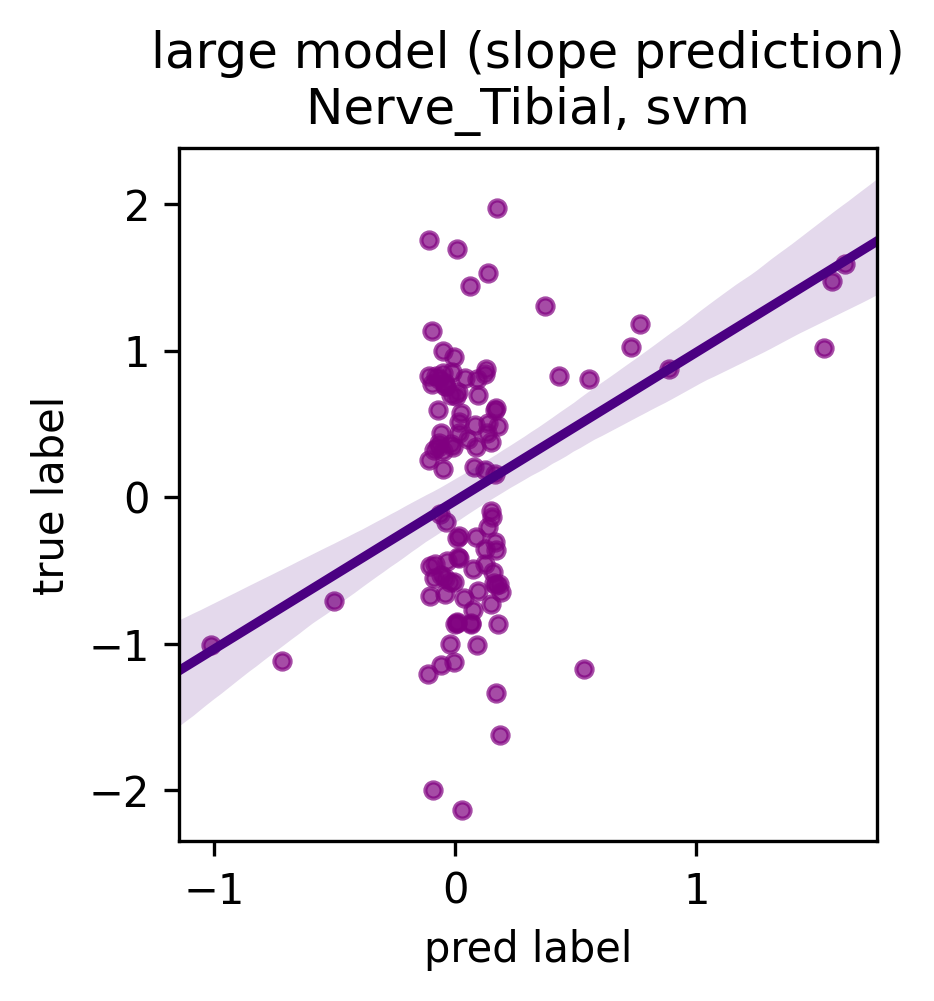 large model (slope prediction)
Nerve_Tibial, svm
2
1
0
−1
−2
true label
−1
0
1
pred label